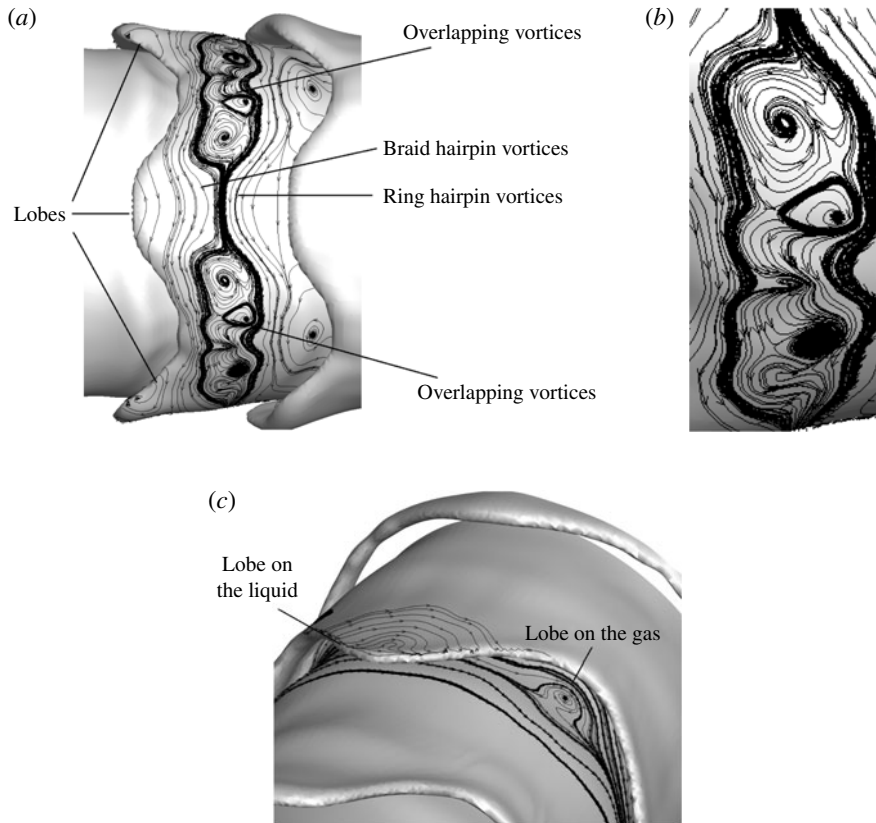 (a)
Overlapping vortices
Braid hairpin vortices
Ring hairpin vortices
Lobes
Overlapping vortices
(b)
(c)
Lobe on
the liquid
Lobe on the gas